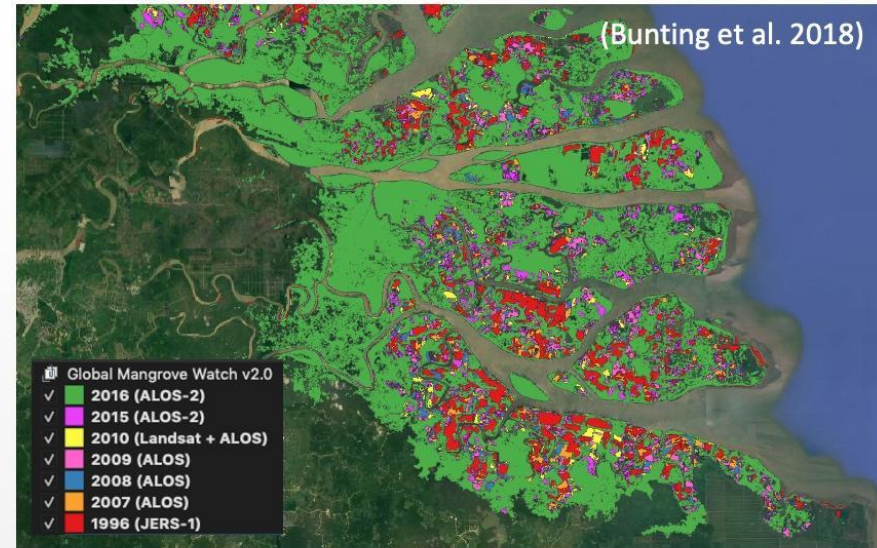 (Bunting et al. 2018)
Global Mangrove Watch v2.0
✓ 2016 (ALOS-2)
✓ 2015 (ALOS-2)
✓ 2010 (Landsat + ALOS)
✓ 2009 (ALOS)
✓ 2008 (ALOS)
✓ 2007 (ALOS)
✓ 1996 (JERS-1)